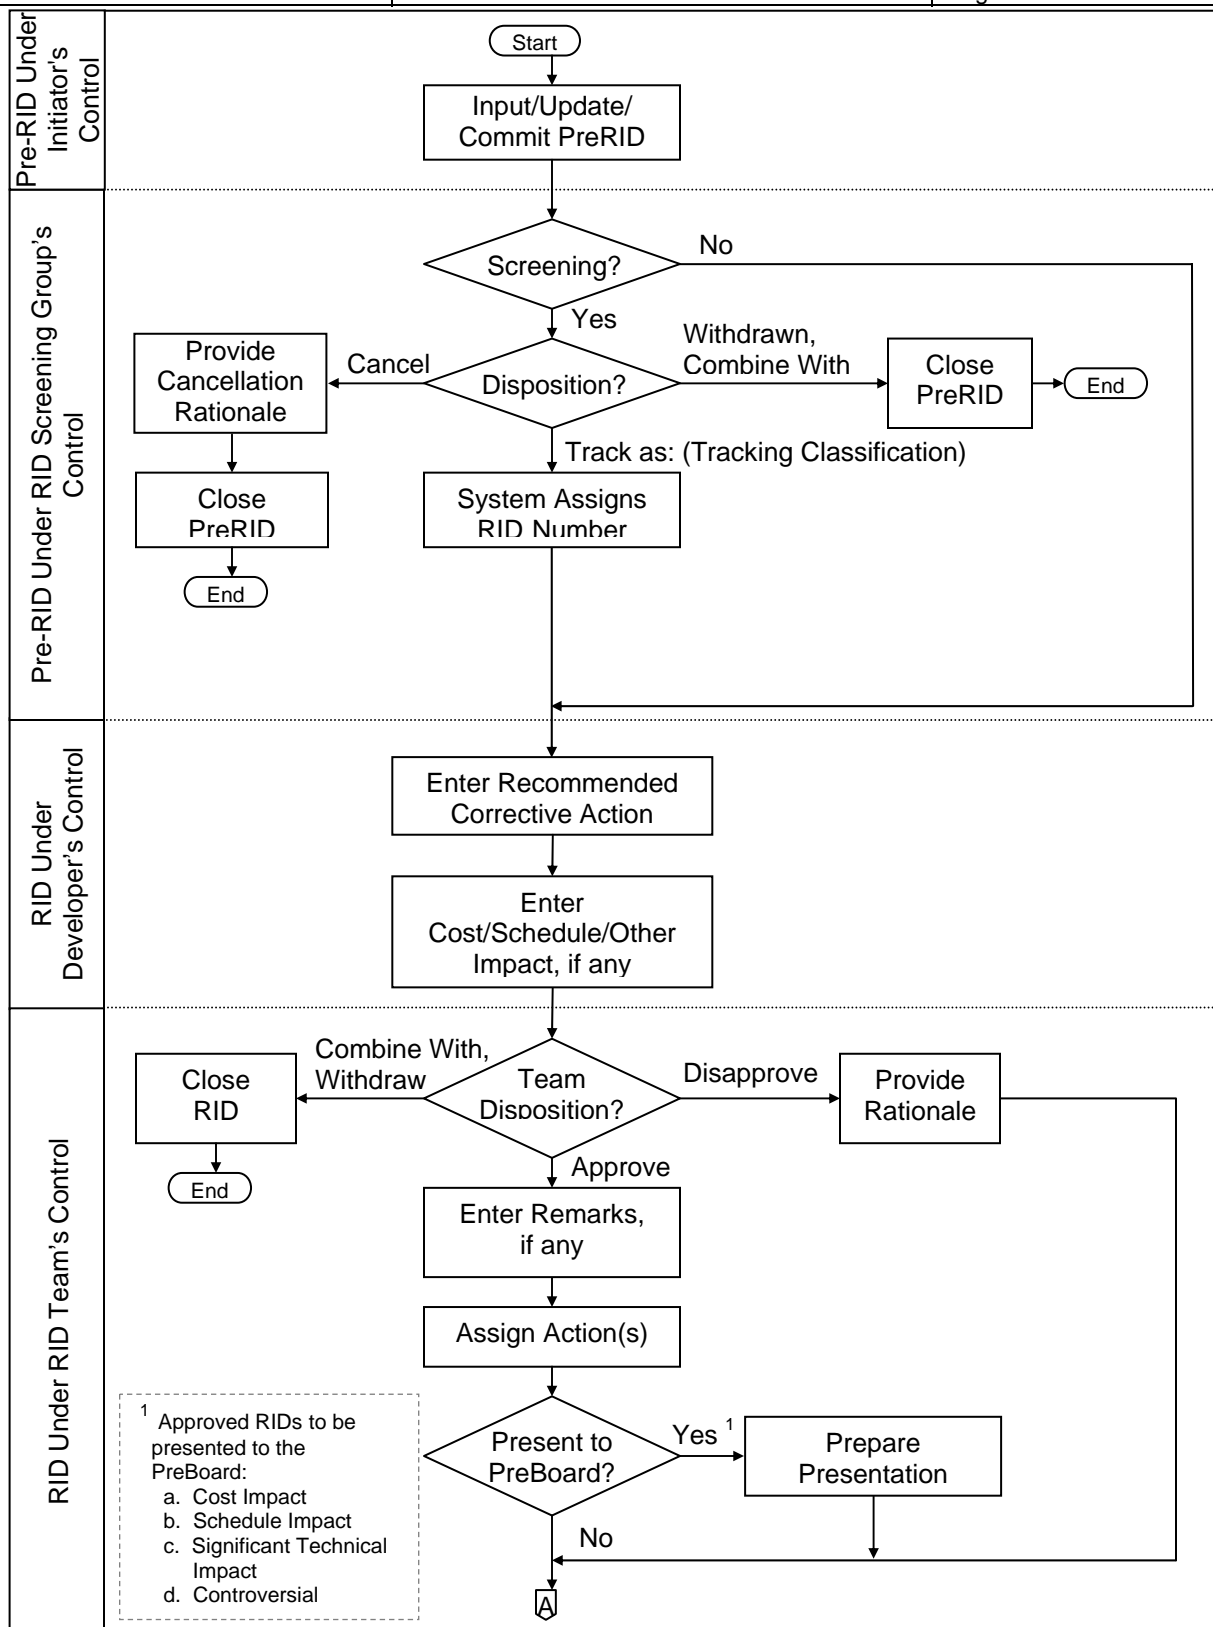 Pre-RID Under
Initiator's
Control
Start
Input/Update/
Commit PreRID
Pre-RID Under RID Screening Group’s
Control
Screening?
No
Yes
Provide
Cancellation
Rationale
Cancel
Disposition?
Withdrawn,
Combine With
Close
PreRID
End
Track as: (Tracking Classification)
Close
PreRID
System Assigns
RID Number
End
RID Under
Developer’s Control
Enter Recommended
Corrective Action
Enter
Cost/Schedule/Other
Impact, if any
RID Under RID Team’s Control
Close
RID
Combine With,
Withdraw
Team
Disposition?
Disapprove
Provide
Rationale
End
Approve
Enter Remarks,
if any
Assign Action(s)
Present to
PreBoard?
Yes 1
Prepare
Presentation
No
1 Approved RIDs to be
presented to the
PreBoard:
a. Cost Impact
b. Schedule Impact
c. Significant Technical
Impact
d. Controversial
A